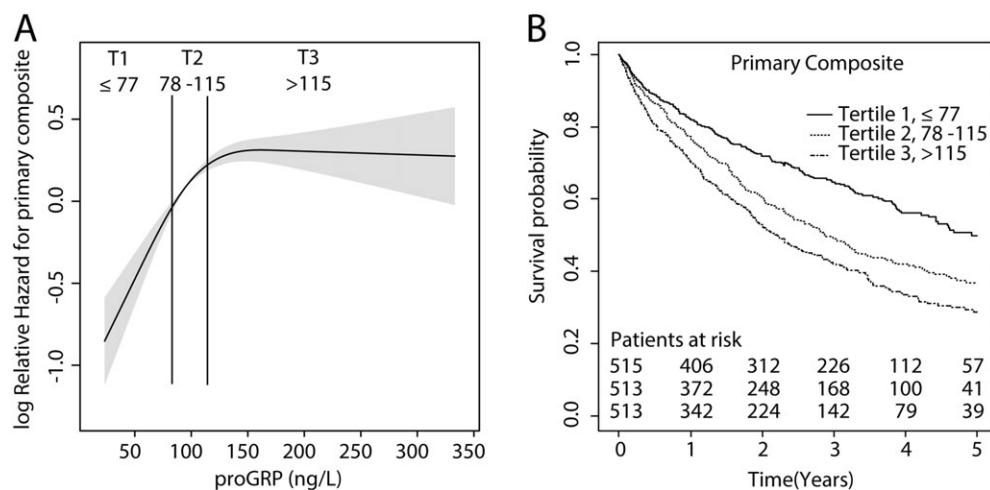 A
T1 T2 T3
≤ 77 78 -115 >115
log Relative Hazard for primary composite
0.5
0.0
-0.5
-1.0
50 100 150 200 250 300 350
proGRP (ng/L)
B
Primary Composite
Tertile 1, ≤ 77
Tertile 2, 78 -115
Tertile 3, >115
Survival probability
1.0
0.8
0.6
0.4
0.2
0.0
Patients at risk
515 406 312 226 112 57
513 372 248 168 100 41
513 342 224 142 79 39
0 1 2 3 4 5
Time(Years)